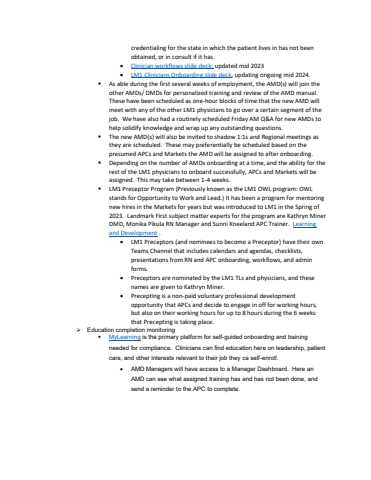 credentialing for the state in which the patient lives in has not been
obtained, or in consult if it has.
• Clinician workflows slide deck; updated mid 2023
• LM1 Clinicians Onboarding slide deck, updating ongoing mid 2024.
▪ As able during the first several weeks of employment, the AMD(s) will join the
other AMDs/ DMDs for personalized training and review of the AMD manual.
These have been scheduled as one-hour blocks of time that the new AMD will
meet with any of the other LM1 physicians to go over a certain segment of the
job. We have also had a routinely scheduled Friday AM Q&A for new AMDs to
help solidify knowledge and wrap up any outstanding questions.
▪ The new AMD(s) will also be invited to shadow 1:1s and Regional meetings as
they are scheduled. These may preferentially be scheduled based on the
presumed APCs and Markets the AMD will be assigned to after onboarding.
▪ Depending on the number of AMDs onboarding at a time, and the ability for the
rest of the LM1 physicians to onboard successfully, APCs and Markets will be
assigned. This may take between 1-4 weeks.
▪ LM1 Preceptor Program (Previously known as the LM1 OWL program: OWL
stands for Opportunity to Work and Lead.) It has been a program for mentoring
new hires in the Markets for years but was introduced to LM1 in the Spring of
2023. Landmark First subject matter experts for the program are Kathryn Miner
DMD, Monika Pikula RN Manager and Sunni Kneeland APC Trainer. Learning
and Development .
• LM1 Preceptors (and nominees to become a Preceptor) have their own
Teams Channel that includes calendars and agendas, checklists,
presentations from RN and APC onboarding, workflows, and admin
forms.
• Preceptors are nominated by the LM1 TLs and physicians, and these
names are given to Kathryn Miner.
• Precepting is a non-paid voluntary professional development
opportunity that APCs and decide to engage in off for working hours,
but also on their working hours for up to 8 hours during the 6 weeks
that Precepting is taking place.
➢ Education completion monitoring
▪ MyLearning is the primary platform for self-guided onboarding and training
needed for compliance. Clinicians can find education here on leadership, patient
care, and other interests relevant to their job they ca self-enroll.
• AMD Managers will have access to a Manager Dashboard. Here an
AMD can see what assigned training has and has not been done, and
send a reminder to the APC to complete.